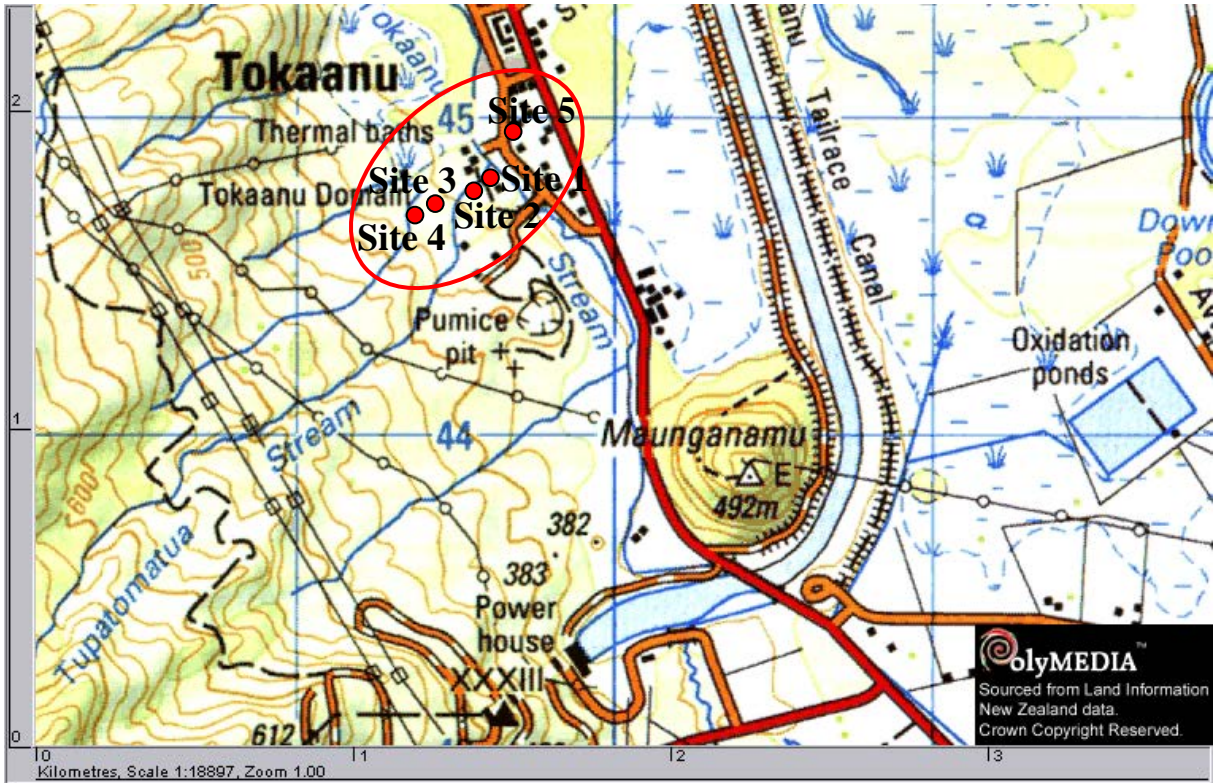 Tokaanu
Tokaanu
45
Site 5
Thermal baths
Tokaanu Domain
Site 3
Site 1
Site 2
Site 4
500
Stream
Pumice
pit
Tailrace
Canal
Oxidation
ponds
Stream
44
Maunganamu
E
492m
600
382
383
Tupatomatua
Power
house
XXXIII
612
2
1
0
0
1
2
3
Kilometres, Scale 1:18897, Zoom 1.00
PolyMEDIA™
Sourced from Land Information
New Zealand data.
Crown Copyright Reserved.